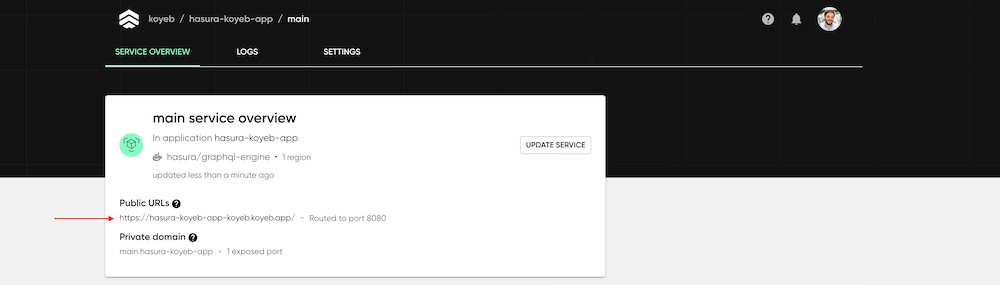 koyeb / hasura-koyeb-app / main
SERVICE OVERVIEW LOGS SETTINGS
main service overview
In application hasura-koyeb-app
hasura/graphql-engine • 1 region
updated less than a minute ago
UPDATE SERVICE
Public URLs
https://hasura-koyeb-app-koyeb.koyeb.app/ - Routed to port 8080
Private domain
main.hasura-koyeb-app - 1 exposed port